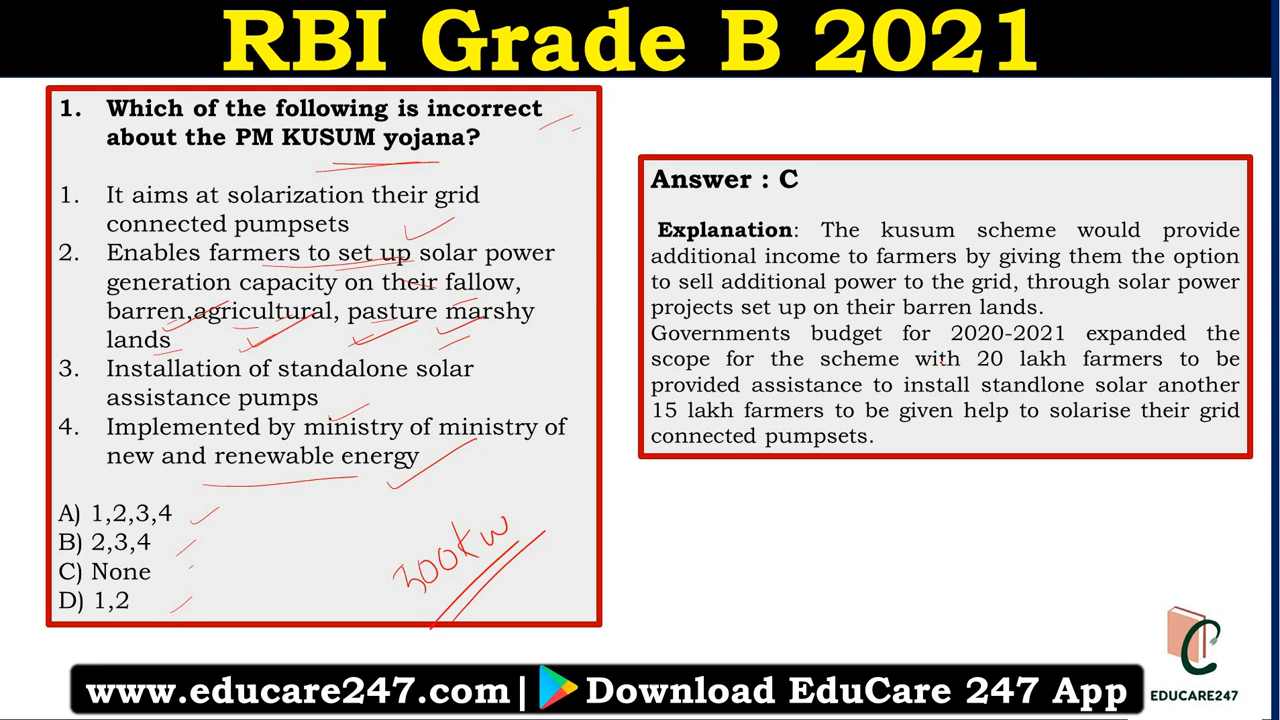 RBI Grade B 2021
1. Which of the following is incorrect
about the PM KUSUM yojana?
1. It aims at solarization their grid
connected pumpsets
2. Enables farmers to set up solar power
generation capacity on their fallow,
barren,agricultural, pasture marshy
lands
3. Installation of standalone solar
assistance pumps
4. Implemented by ministry of ministry of
new and renewable energy
A) 1,2,3,4
B) 2,3,4
C) None
D) 1,2
300kw
Answer : C
Explanation: The kusum scheme would provide
additional income to farmers by giving them the option
to sell additional power to the grid, through solar power
projects set up on their barren lands.
Governments budget for 2020-2021 expanded the
scope for the scheme with 20 lakh farmers to be
provided assistance to install standlone solar another
15 lakh farmers to be given help to solarise their grid
connected pumpsets.
www.educare247.com| Download EduCare 247 App
EDUCARE247